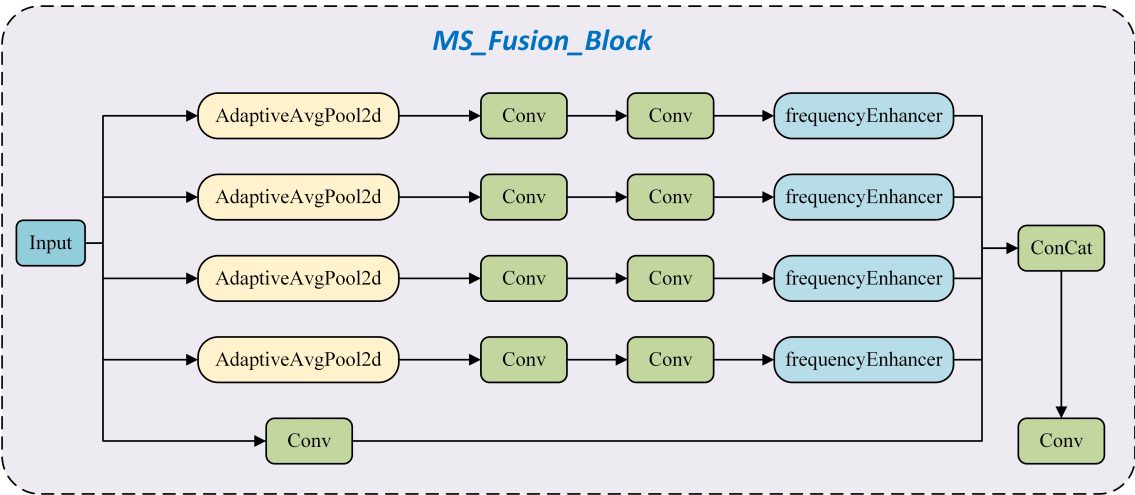 MS_Fusion_Block
AdaptiveAvgPool2d Conv Conv frequencyEnhancer
AdaptiveAvgPool2d Conv Conv frequencyEnhancer
Input
ConCat
AdaptiveAvgPool2d Conv Conv frequencyEnhancer
AdaptiveAvgPool2d Conv Conv frequencyEnhancer
Conv
Conv